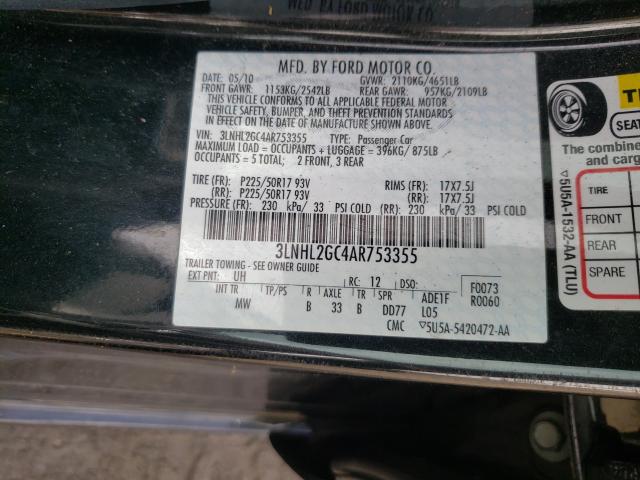 MFD. BY FORD MOTOR CO.
DATE: 05/10 GVWR: 2110KG/4651LB
FRONT GAWR: 1153KG/2542LB REAR GAWR: 957KG/2109LB
THIS VEHICLE CONFORMS TO ALL APPLICABLE FEDERAL MOTOR
VEHICLE SAFETY, BUMPER, AND THEFT PREVENTION STANDARDS
IN EFFECT ON THE DATE OF MANUFACTURE SHOWN ABOVE.
VIN: 3LNHL2GC4AR753355 TYPE: Passenger Car
MAXIMUM LOAD = OCCUPANTS + LUGGAGE = 396KG/ 875LB
OCCUPANTS = 5 TOTAL: 2 FRONT, 3 REAR
TIRE (FR): P225/50R17 93V RIMS (FR): 17X7.5J
(RR): P225/50R17 93V (RR): 17X7.5J
PRESSURE (FR): 230 kPa/ 33 PSI COLD (RR): 230 kPa/ 33 PSI COLD
3LNHL2GC4AR753355
TRAILER TOWING - SEE OWNER GUIDE
EXT PNT: UH RC: 12 DSO: F0073
INT TR TP/PS R AXLE TR SPR ADE1F R0060
MW B 33 B DD77 L05
CMC ▽5U5A-5420472-AA
SEAT
The combine
and carg
TIRE
FRONT
REAR
SPARE
▽5U5A-1532-AA (TLU)